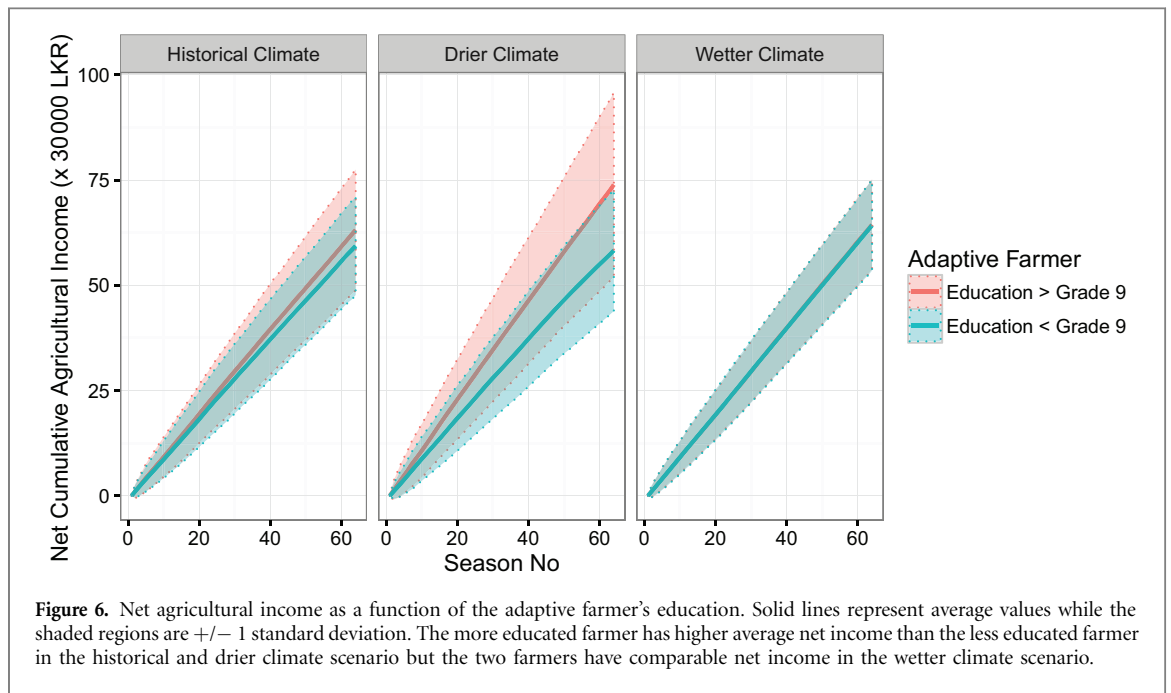 Historical Climate
Drier Climate
Wetter Climate
Net Cumulative Agricultural Income (x 30000 LKR)
100
75
50
25
0
0 20 40 60
0 20 40 60
0 20 40 60
Season No
Adaptive Farmer
Education > Grade 9
Education < Grade 9
Figure 6. Net agricultural income as a function of the adaptive farmer's education. Solid lines represent average values while the
shaded regions are +/− 1 standard deviation. The more educated farmer has higher average net income than the less educated farmer
in the historical and drier climate scenario but the two farmers have comparable net income in the wetter climate scenario.